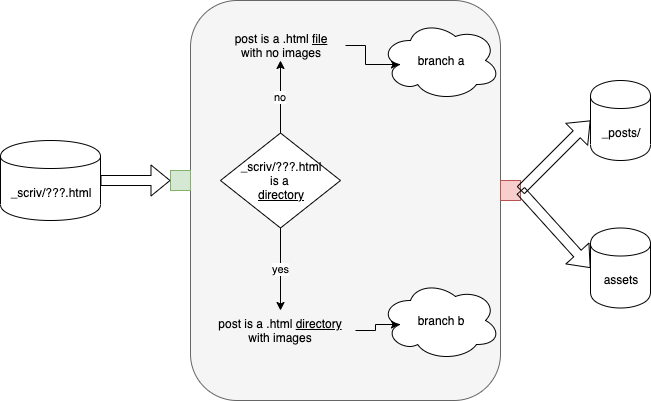 post is a .html file
with no images
branch a
no
_posts/
_scriv/???.html
_scriv/???.html
is a
directory
yes
assets
post is a .html directory
with images
branch b